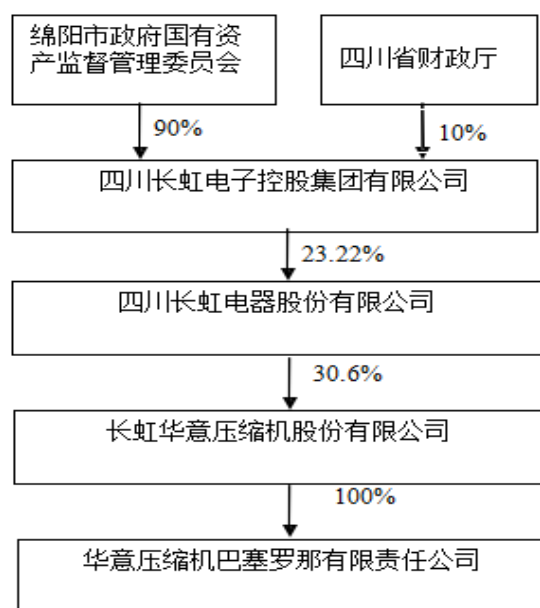 绵阳市政府国有资
产监督管理委员会
四川省财政厅
90%
10%
四川长虹电子控股集团有限公司
23.22%
四川长虹电器股份有限公司
30.6%
长虹华意压缩机股份有限公司
100%
华意压缩机巴塞罗那有限责任公司